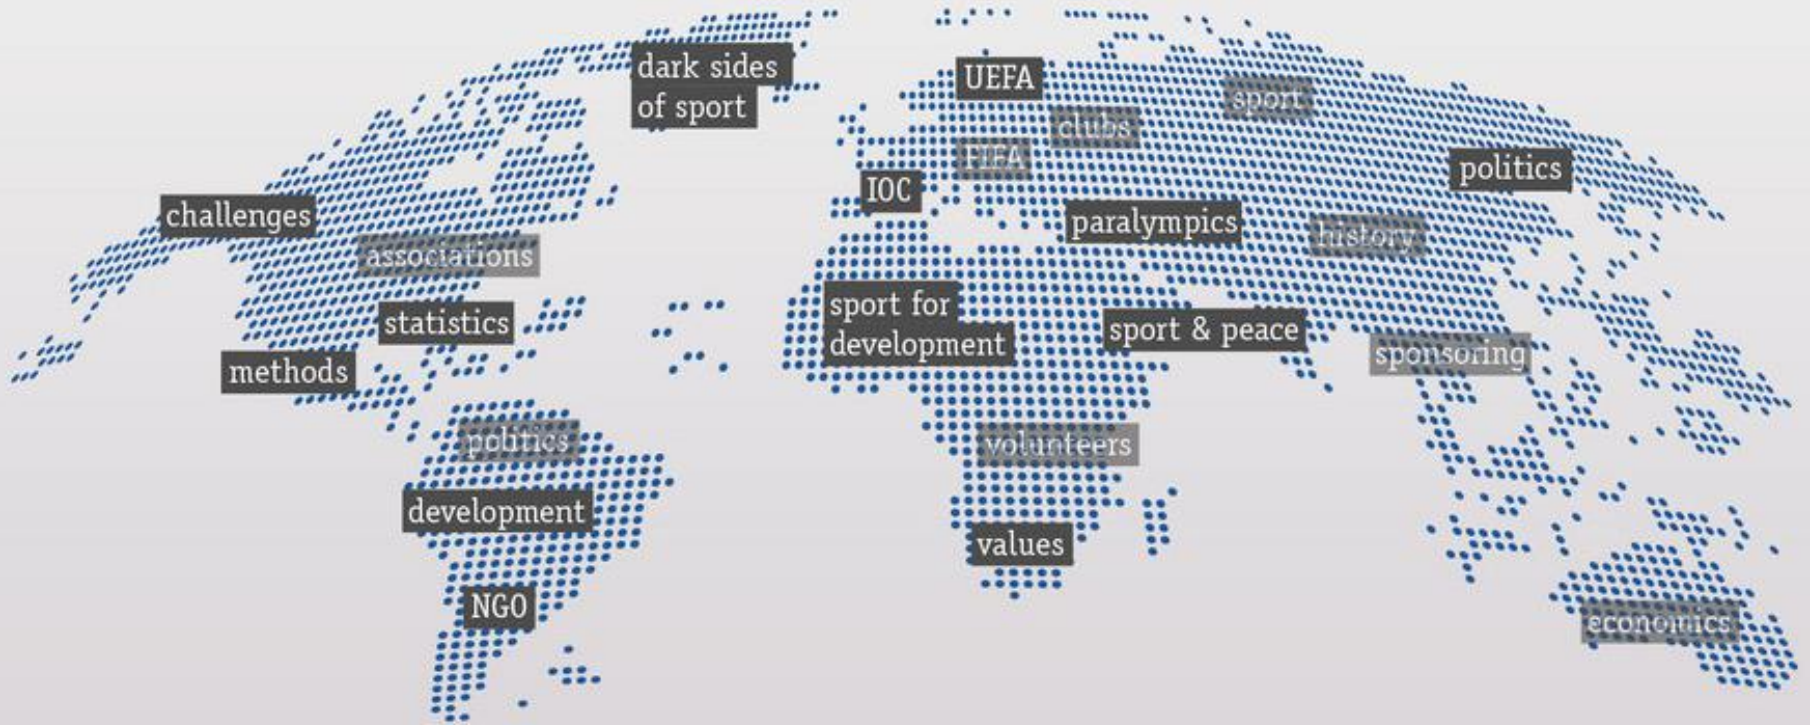 dark sides
of sport
UEFA
sport
clubs
FIFA
politics
IOC
challenges
paralympics
history
associations
sport for
development
statistics
sport & peace
sponsoring
methods
politics
volunteers
development
values
NGO
economics